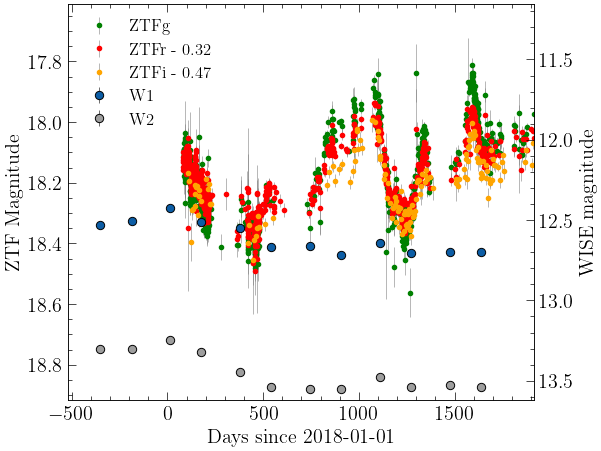 ZTFg
ZTFr - 0.32
ZTFi - 0.47
W1
W2
17.8
18.0
18.2
18.4
18.6
18.8
ZTF Magnitude
11.5
12.0
12.5
13.0
13.5
WISE magnitude
−500 0 500 1000 1500
Days since 2018-01-01